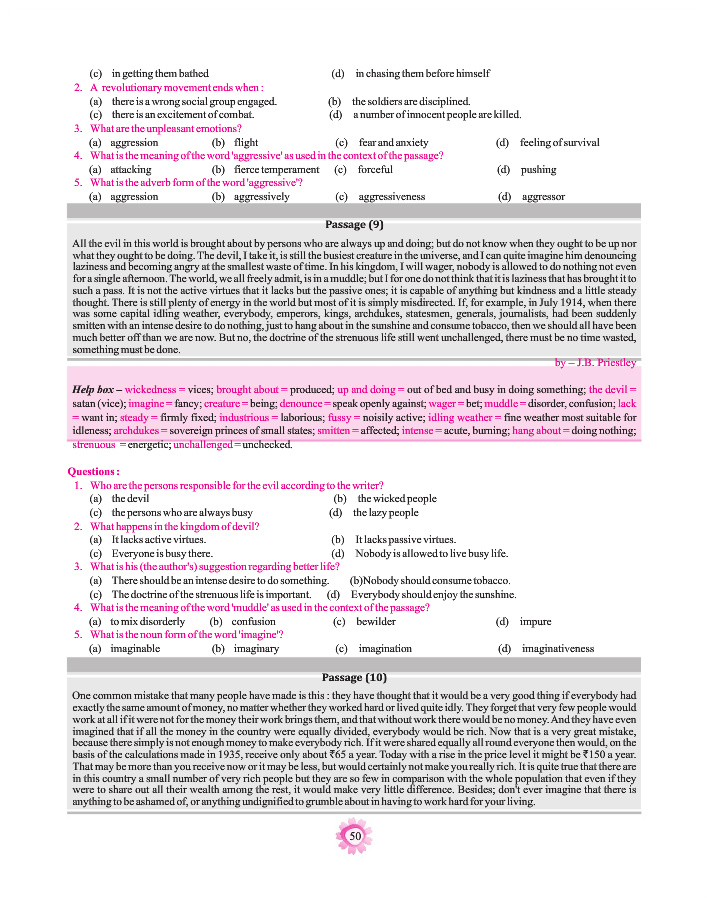 (c) in getting them bathed (d) in chasing them before himself
2. A revolutionary movement ends when :
(a) there is a wrong social group engaged. (b) the soldiers are disciplined.
(c) there is an excitement of combat. (d) a number of innocent people are killed.
3. What are the unpleasant emotions?
(a) aggression (b) flight (c) fear and anxiety (d) feeling of survival
4. What is the meaning of the word 'aggressive' as used in the context of the passage?
(a) attacking (b) fierce temperament (c) forceful (d) pushing
5. What is the adverb form of the word 'aggressive'?
(a) aggression (b) aggressively (c) aggressiveness (d) aggressor
Passage (9)
All the evil in this world is brought about by persons who are always up and doing; but do not know when they ought to be up nor
what they ought to be doing. The devil, I take it, is still the busiest creature in the universe, and I can quite imagine him denouncing
laziness and becoming angry at the smallest waste of time. In his kingdom, I will wager, nobody is allowed to do nothing not even
for a single afternoon. The world, we all freely admit, is in a muddle; but I for one do not think that it is laziness that has brought it to
such a pass. It is not the active virtues that it lacks but the passive ones; it is capable of anything but kindness and a little steady
thought. There is still plenty of energy in the world but most of it is simply misdirected. If, for example, in July 1914, when there
was some capital idling weather, everybody, emperors, kings, archdukes, statesmen, generals, journalists, had been suddenly
smitten with an intense desire to do nothing, just to hang about in the sunshine and consume tobacco, then we should all have been
much better off than we are now. But no, the doctrine of the strenuous life still went unchallenged, there must be no time wasted,
something must be done.
by – J.B. Priestley
Help box – wickedness = vices; brought about = produced; up and doing = out of bed and busy in doing something; the devil =
satan (vice); imagine = fancy; creature = being; denounce = speak openly against; wager = bet; muddle = disorder, confusion; lack
= want in; steady = firmly fixed; industrious = laborious; fussy = noisily active; idling weather = fine weather most suitable for
idleness; archdukes = sovereign princes of small states; smitten = affected; intense = acute, burning; hang about = doing nothing;
strenuous = energetic; unchallenged = unchecked.
Questions :
1. Who are the persons responsible for the evil according to the writer?
(a) the devil (b) the wicked people
(c) the persons who are always busy (d) the lazy people
2. What happens in the kingdom of devil?
(a) It lacks active virtues. (b) It lacks passive virtues.
(c) Everyone is busy there. (d) Nobody is allowed to live busy life.
3. What is his (the author's) suggestion regarding better life?
(a) There should be an intense desire to do something. (b)Nobody should consume tobacco.
(c) The doctrine of the strenuous life is important. (d) Everybody should enjoy the sunshine.
4. What is the meaning of the word 'muddle' as used in the context of the passage?
(a) to mix disorderly (b) confusion (c) bewilder (d) impure
5. What is the noun form of the word 'imagine'?
(a) imaginable (b) imaginary (c) imagination (d) imaginativeness
Passage (10)
One common mistake that many people have made is this : they have thought that it would be a very good thing if everybody had
exactly the same amount of money, no matter whether they worked hard or lived quite idly. They forget that very few people would
work at all if it were not for the money their work brings them, and that without work there would be no money. And they have even
imagined that if all the money in the country were equally divided, everybody would be rich. Now that is a very great mistake,
because there simply is not enough money to make everybody rich. If it were shared equally all round everyone then would, on the
basis of the calculations made in 1935, receive only about ₹65 a year. Today with a rise in the price level it might be ₹150 a year.
That may be more than you receive now or it may be less, but would certainly not make you really rich. It is quite true that there are
in this country a small number of very rich people but they are so few in comparison with the whole population that even if they
were to share out all their wealth among the rest, it would make very little difference. Besides; don't ever imagine that there is
anything to be ashamed of, or anything undignified to grumble about in having to work hard for your living.
50